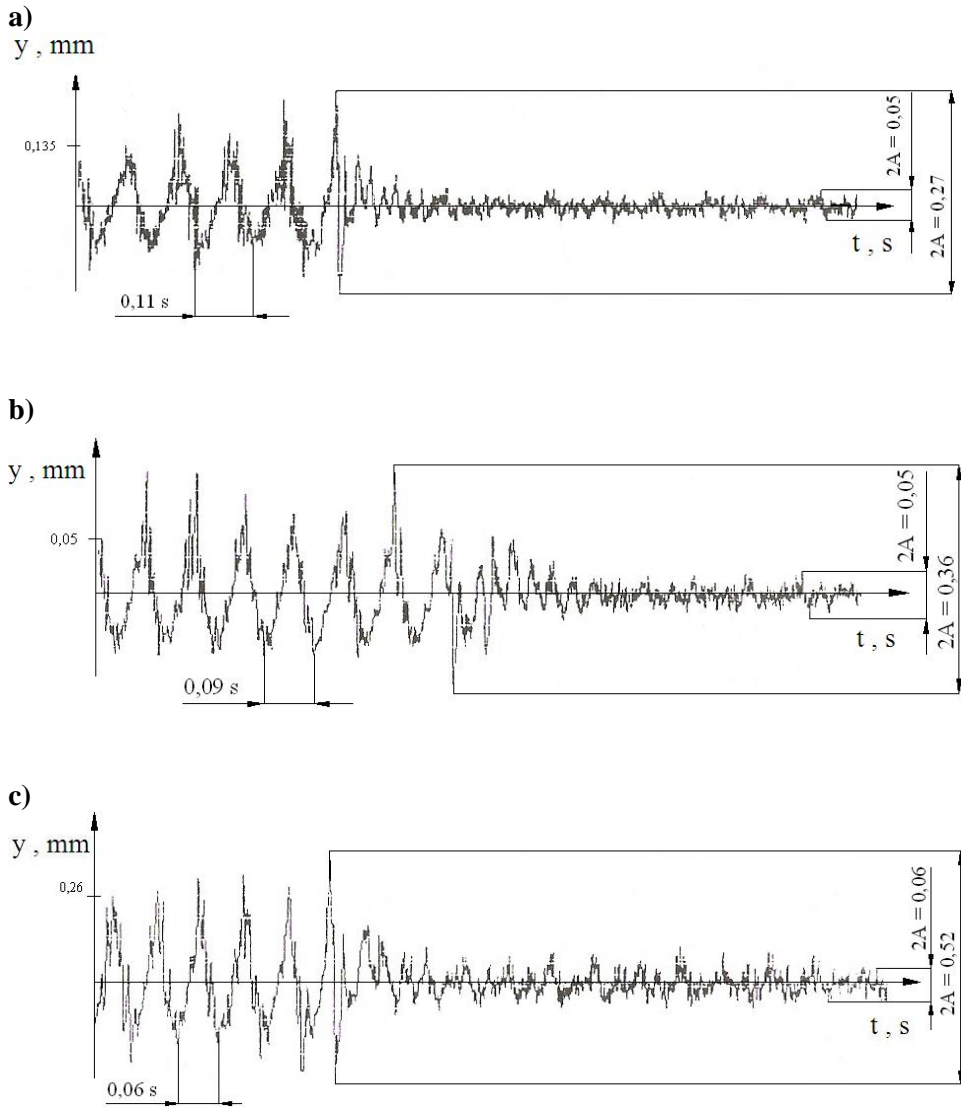 a)
y , mm
0,135
2A = 0,05
2A = 0,27
t , s
0,11 s
b)
y , mm
0,05
2A = 0,05
2A = 0,36
t , s
0,09 s
c)
y , mm
0,26
2A = 0,06
2A = 0,52
t , s
0,06 s